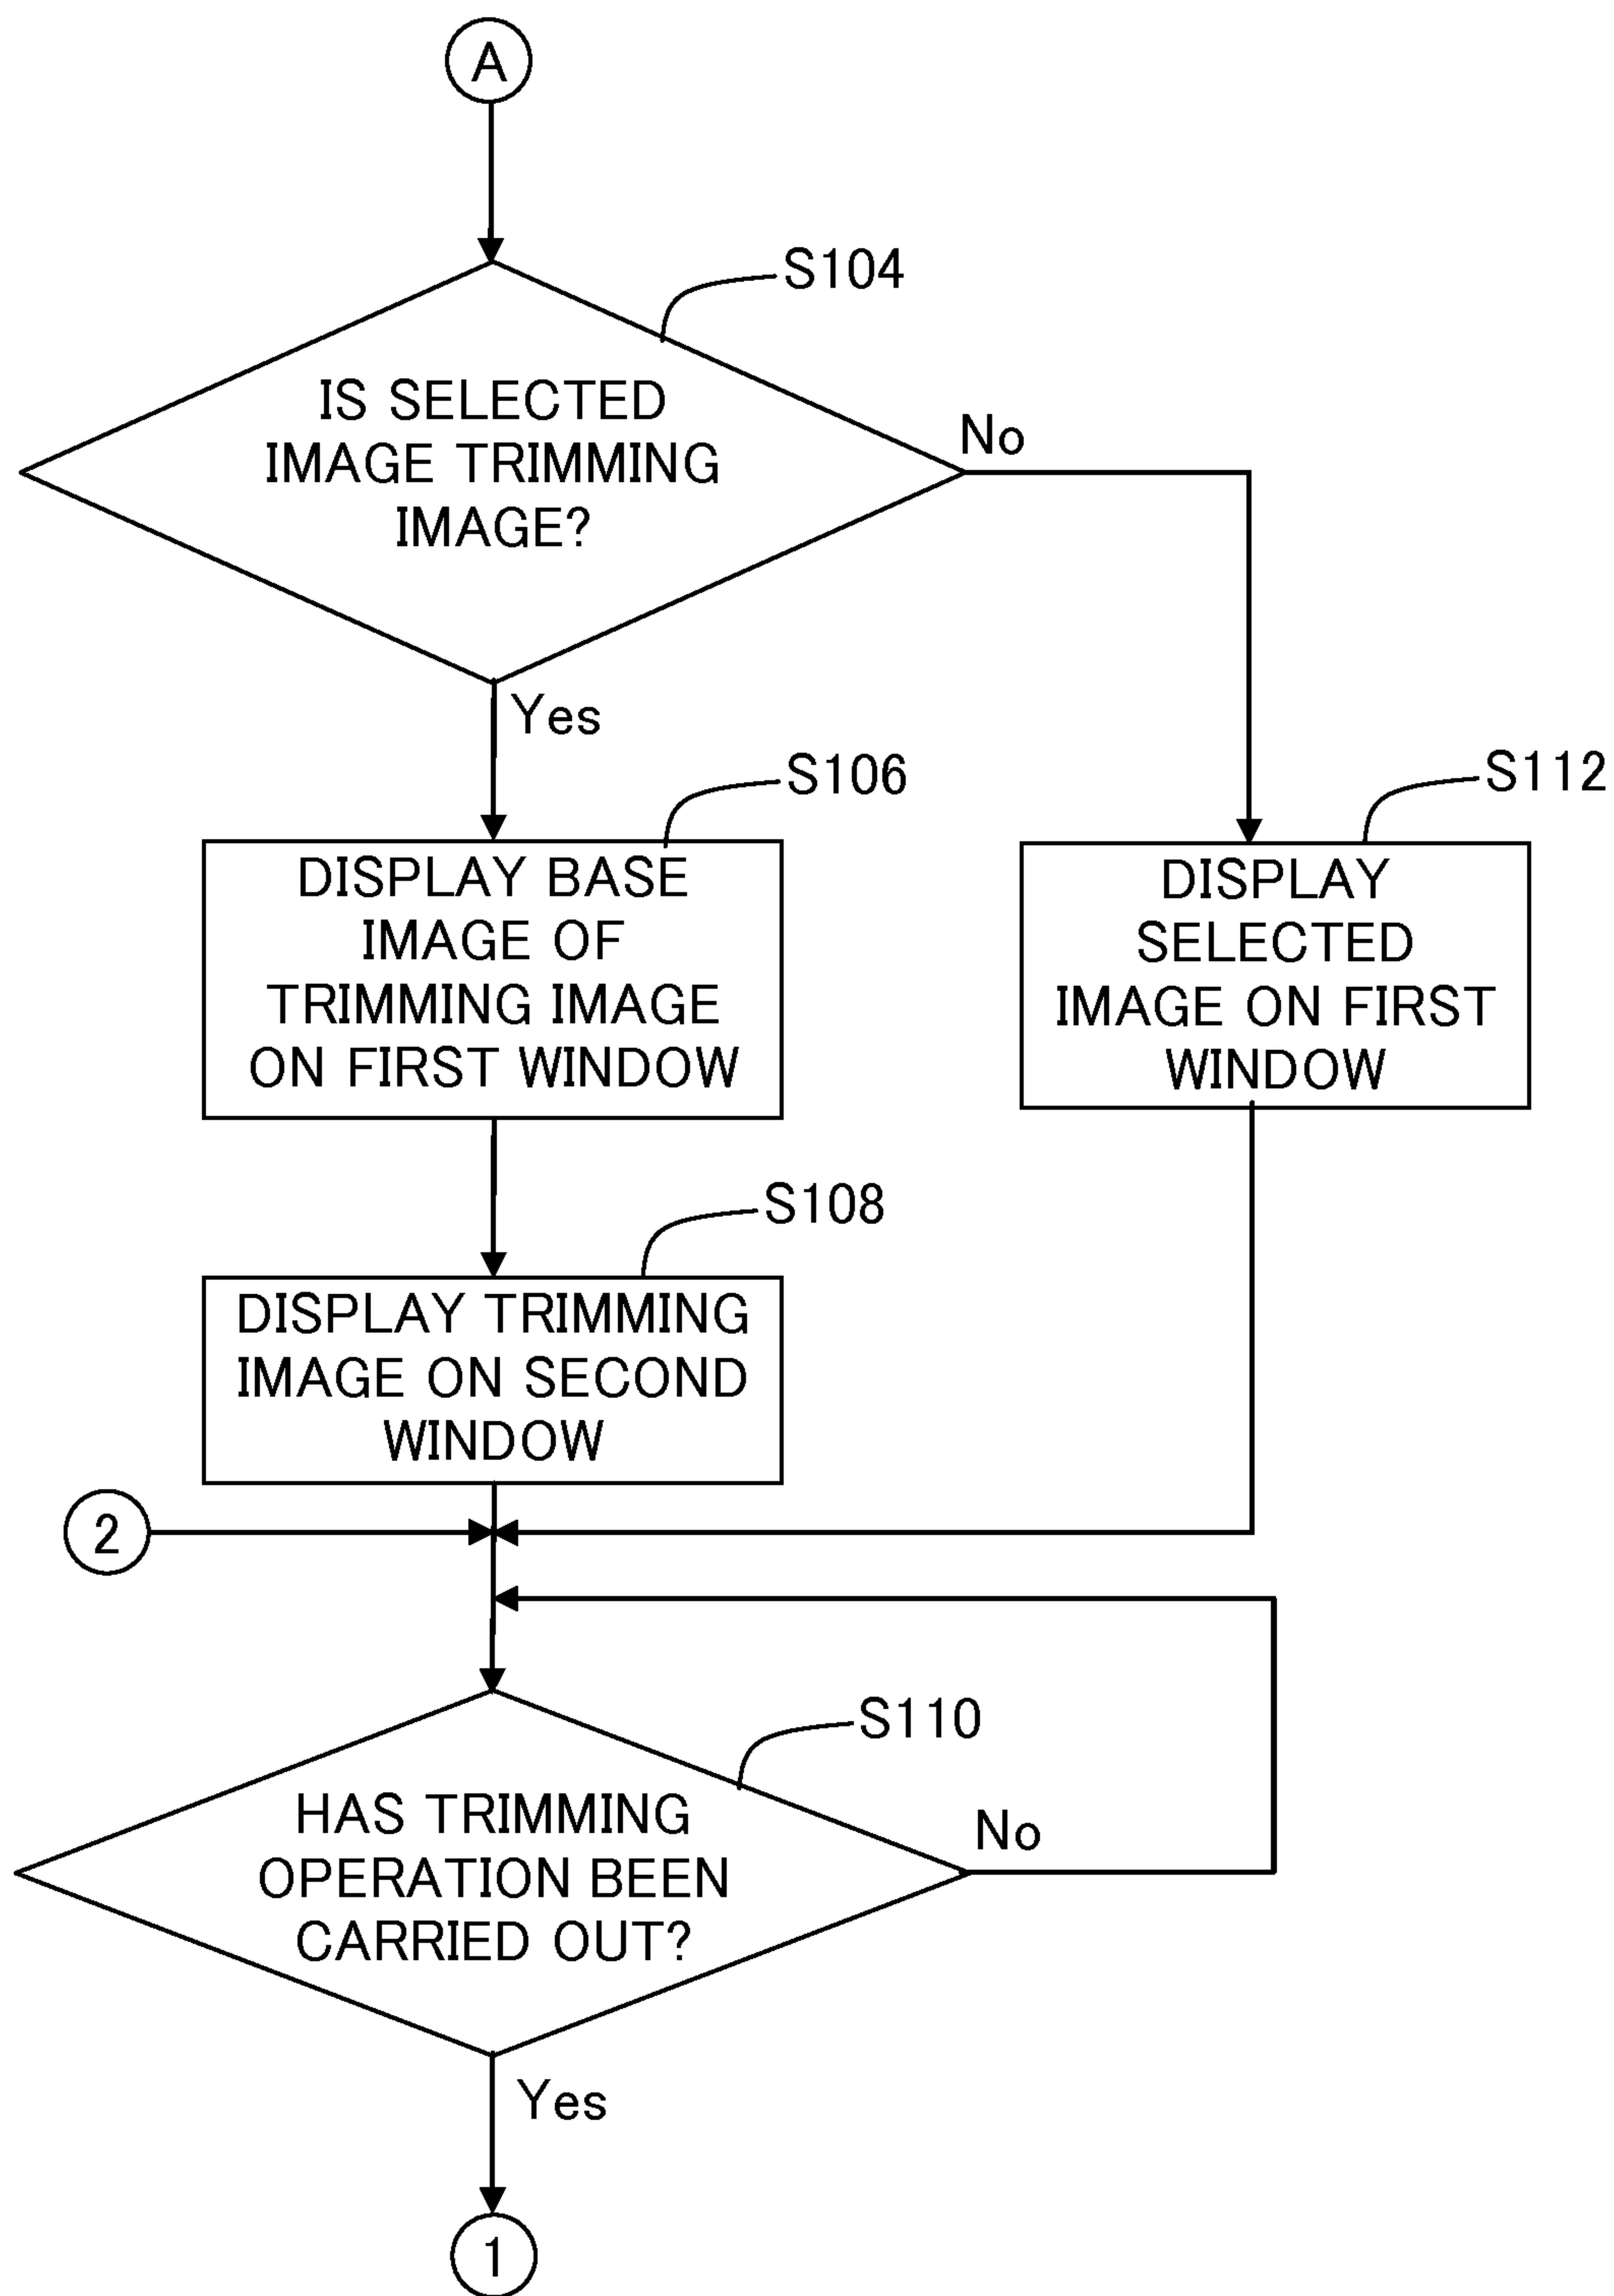 A
S104
IS SELECTED
IMAGE TRIMMING
IMAGE?
No
Yes
S106
DISPLAY BASE
IMAGE OF
TRIMMING IMAGE
ON FIRST WINDOW
S112
DISPLAY
SELECTED
IMAGE ON FIRST
WINDOW
S108
DISPLAY TRIMMING
IMAGE ON SECOND
WINDOW
2
S110
HAS TRIMMING
OPERATION BEEN
CARRIED OUT?
No
Yes
1